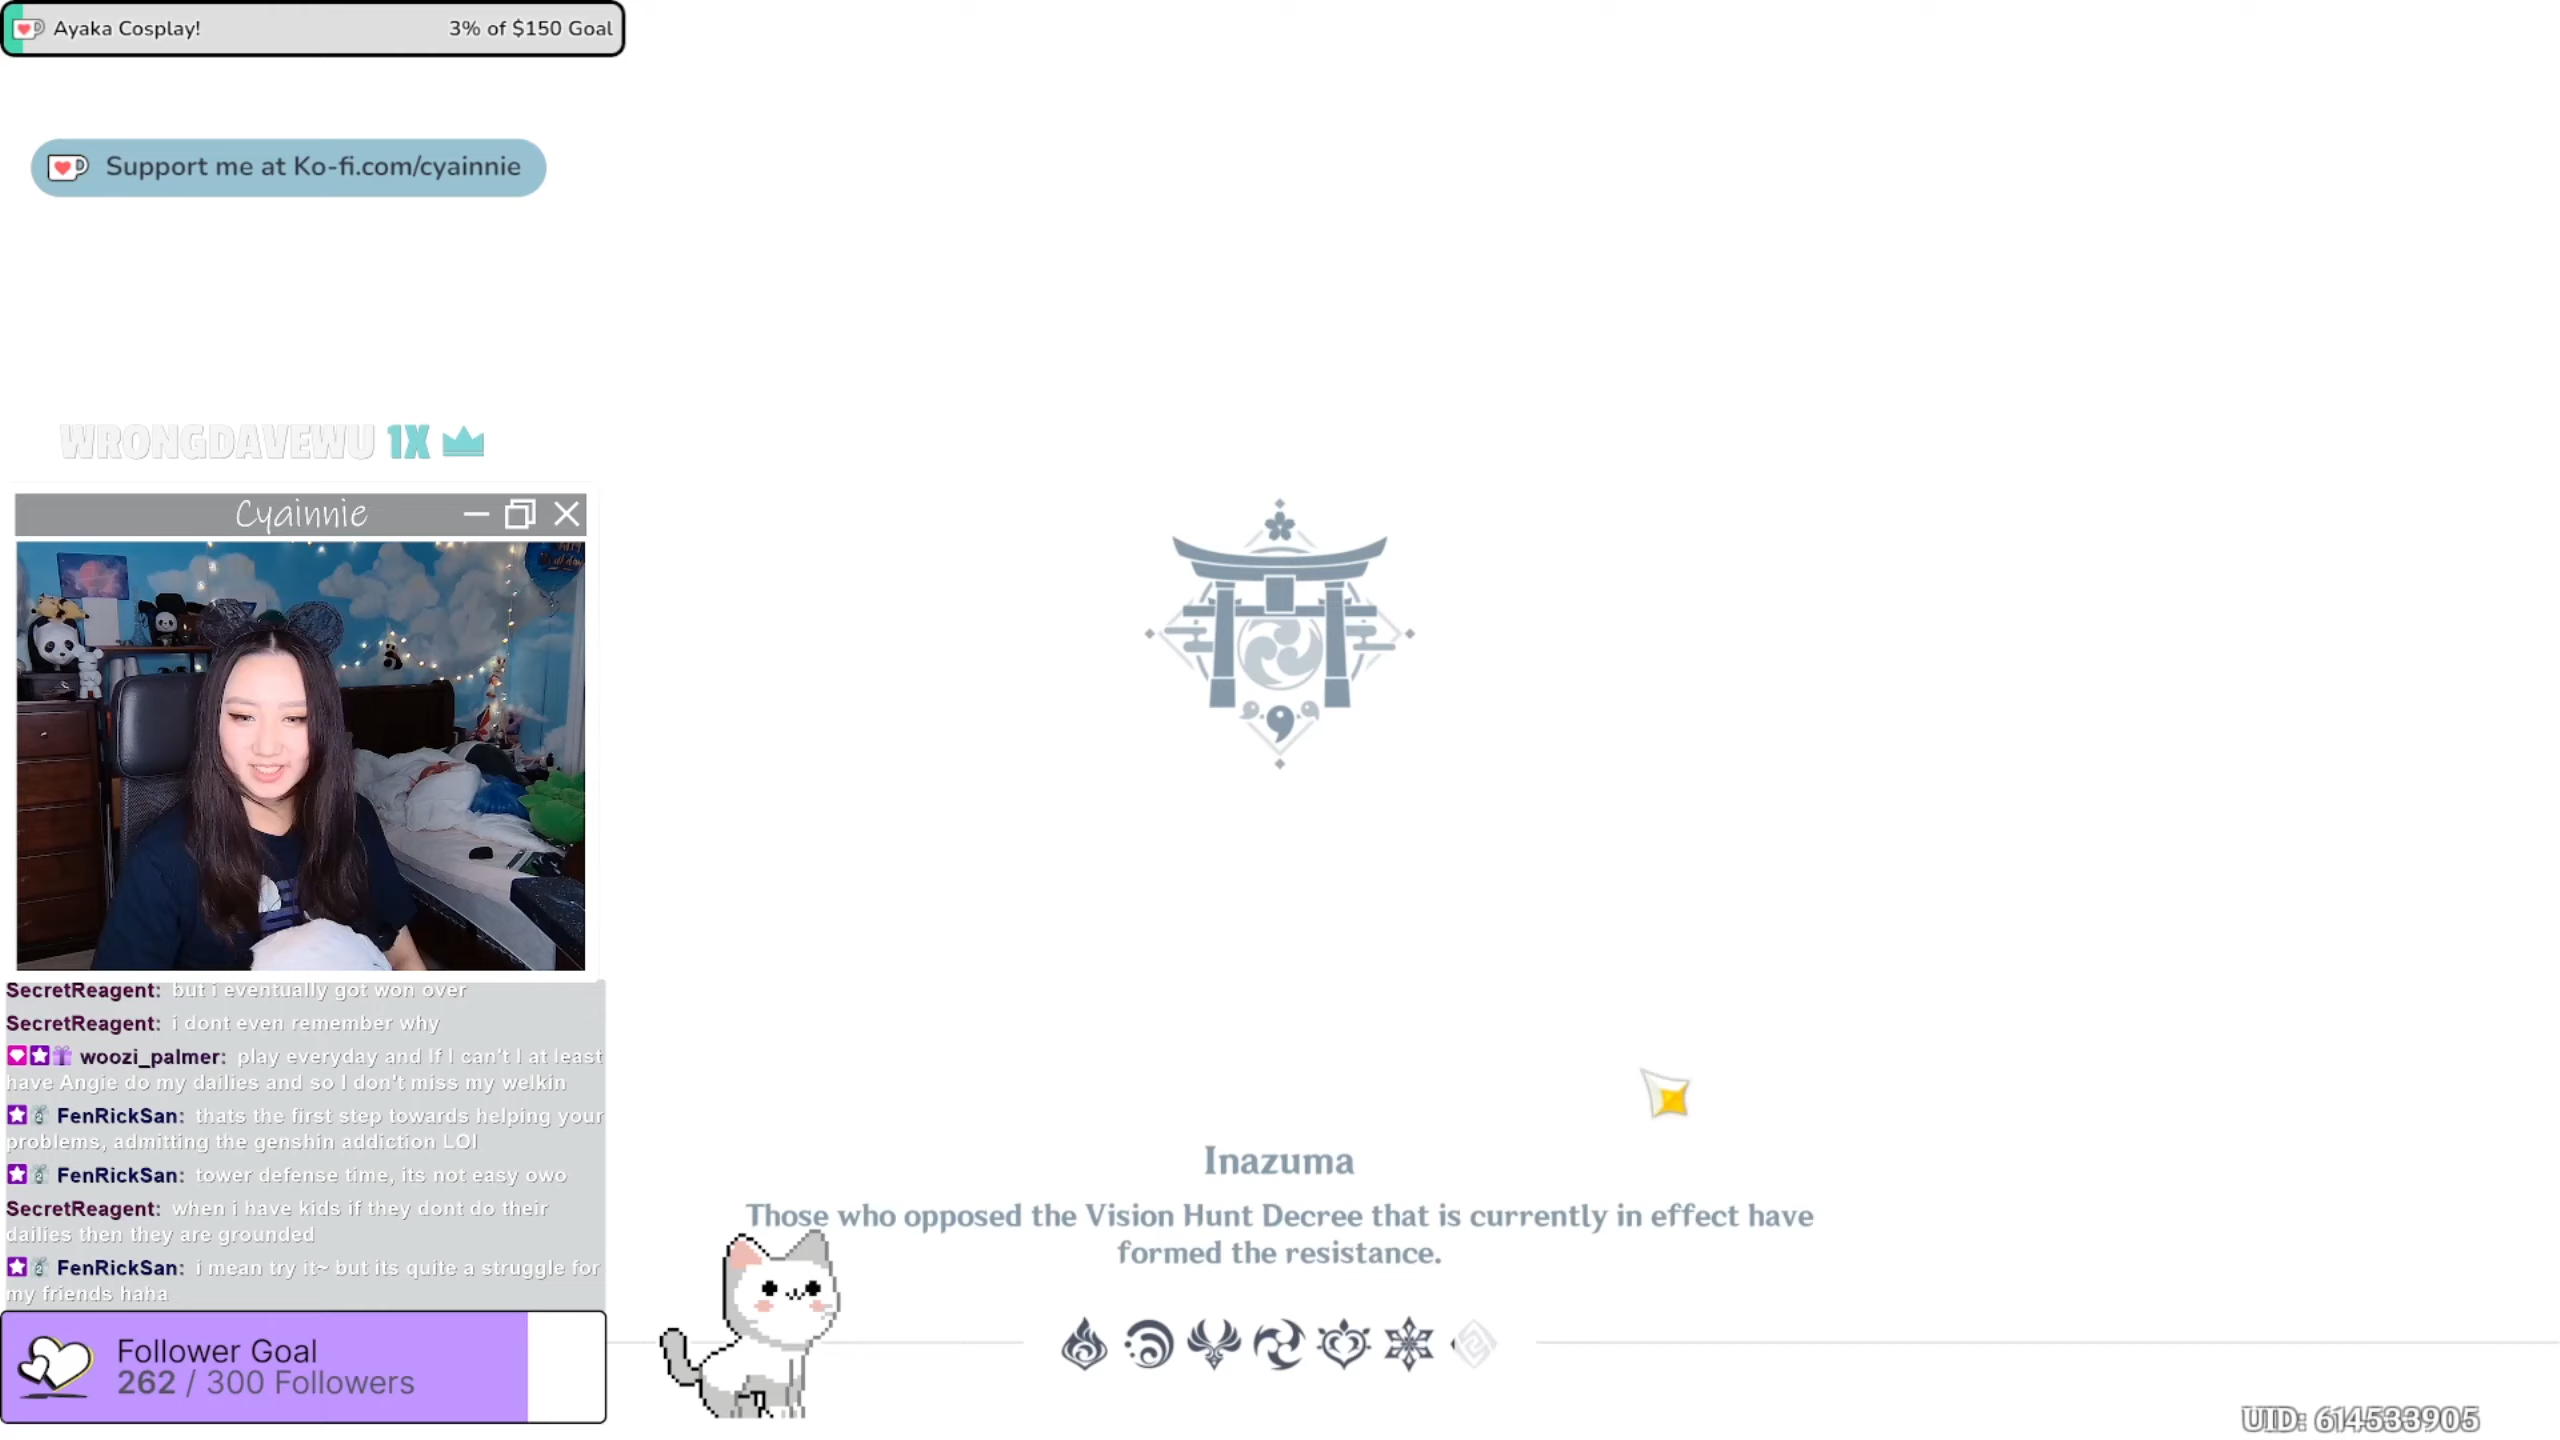 Ayaka Cosplay! 3% of $150 Goal
Support me at Ko-fi.com/cyainnie
WRONGDAVEWU 1X
Cyainnie
SecretReagent: but i eventually got won over
SecretReagent: i dont even remember why
woozi_palmer: play everyday and If I can't I at least
have Angie do my dailies and so I don't miss my welkin
FenRickSan: thats the first step towards helping your
problems, admitting the genshin addiction LOl
FenRickSan: tower defense time, its not easy owo
SecretReagent: when i have kids if they dont do their
dailies then they are grounded
FenRickSan: i mean try it~ but its quite a struggle for
my friends haha
Follower Goal
262 / 300 Followers
Inazuma
Those who opposed the Vision Hunt Decree that is currently in effect have
formed the resistance.
UID: 614533905